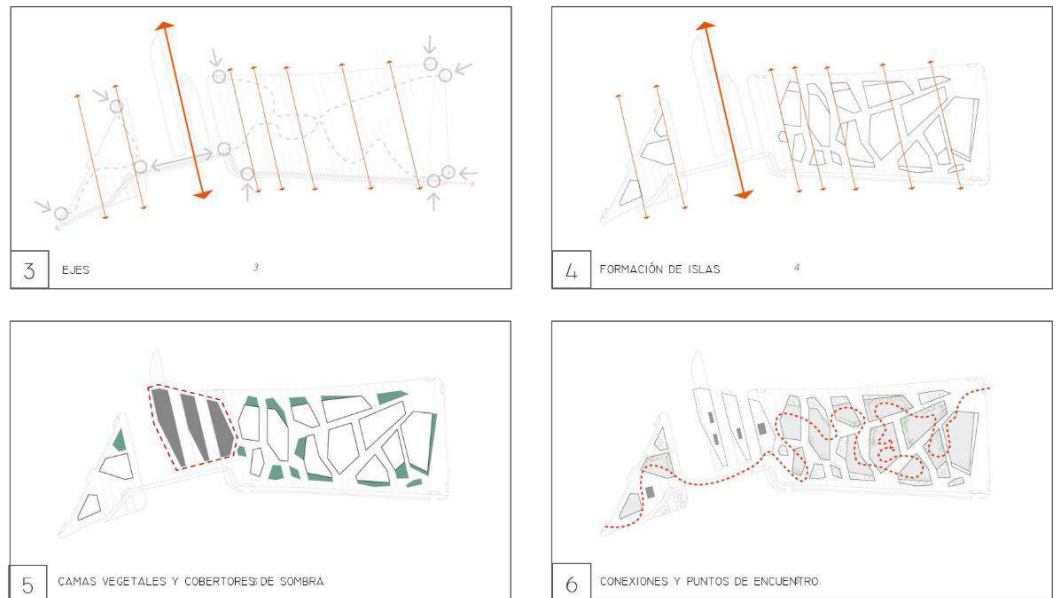 3 EJES 3
4 FORMACIÓN DE ISLAS 4
5 CAMAS VEGETALES Y COBERTORES DE SOMBRA
6 CONEXIONES Y PUNTOS DE ENCUENTRO